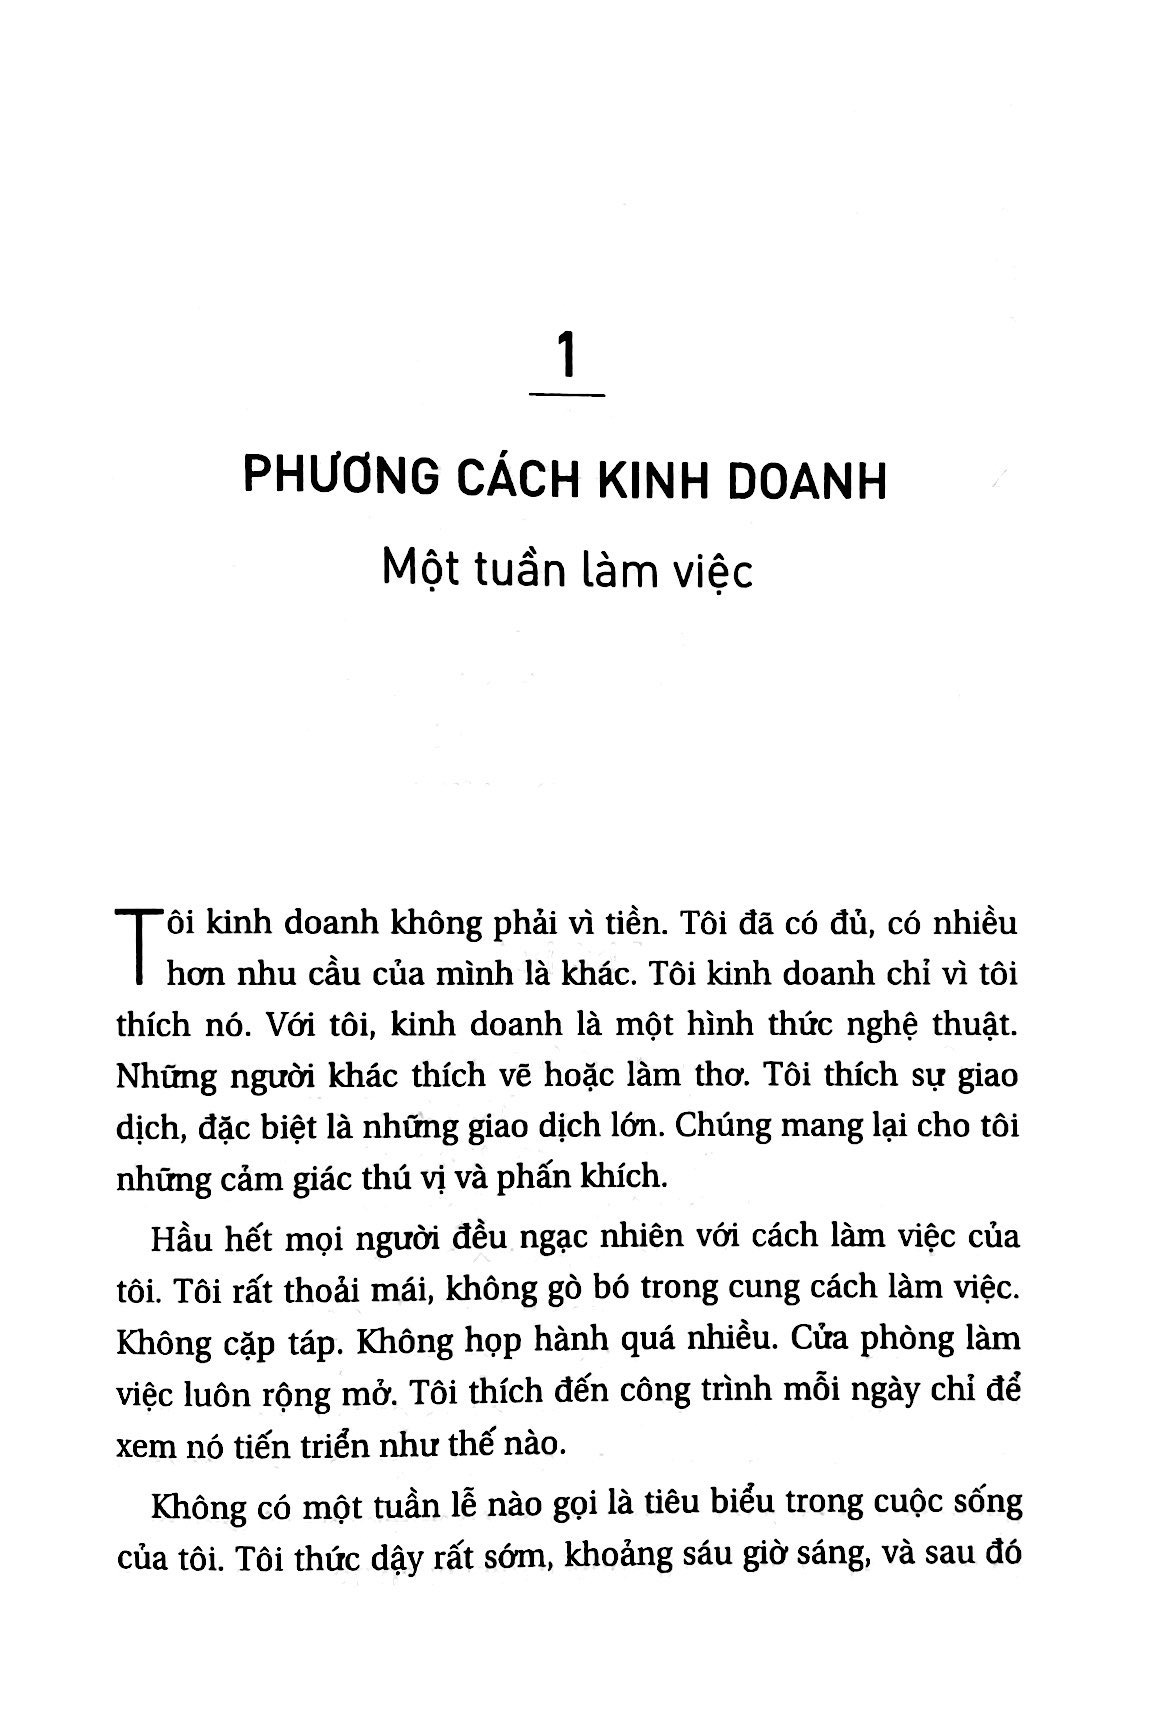 1
PHƯƠNG CÁCH KINH DOANH
Một tuần làm việc
Tôi kinh doanh không phải vì tiền. Tôi đã có đủ, có nhiều
hơn nhu cầu của mình là khác. Tôi kinh doanh chỉ vì tôi
thích nó. Với tôi, kinh doanh là một hình thức nghệ thuật.
Những người khác thích vẽ hoặc làm thơ. Tôi thích sự giao
dịch, đặc biệt là những giao dịch lớn. Chúng mang lại cho tôi
những cảm giác thú vị và phấn khích.
Hầu hết mọi người đều ngạc nhiên với cách làm việc của
tôi. Tôi rất thoải mái, không gò bó trong cung cách làm việc.
Không cặp táp. Không họp hành quá nhiều. Cửa phòng làm
việc luôn rộng mở. Tôi thích đến công trình mỗi ngày chỉ để
xem nó tiến triển như thế nào.
Không có một tuần lễ nào gọi là tiêu biểu trong cuộc sống
của tôi. Tôi thức dậy rất sớm, khoảng sáu giờ sáng, và sau đó